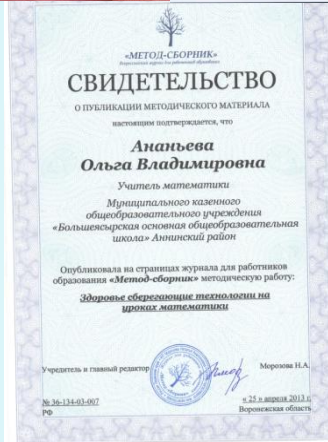 «МЕТОД-СБОРНИК»
СВИДЕТЕЛЬСТВО
О ПУБЛИКАЦИИ МЕТОДИЧЕСКОГО МАТЕРИАЛА
настоящим подтверждается, что
Ананьева
Ольга Владимировна
Учитель математики
Муниципального казенного
общеобразовательного учреждения
«Большеясырская основная общеобразовательная
школа» Аннинский район
Опубликовала на страницах журнала для работников
образования «Метод-сборник» методическую работу:
Здоровье сберегающие технологии на
уроках математики
Учредитель и главный редактор Морозова Н.А.
№ 36-134-03-007 « 25 » апреля 2013 г.
РФ Воронежская область